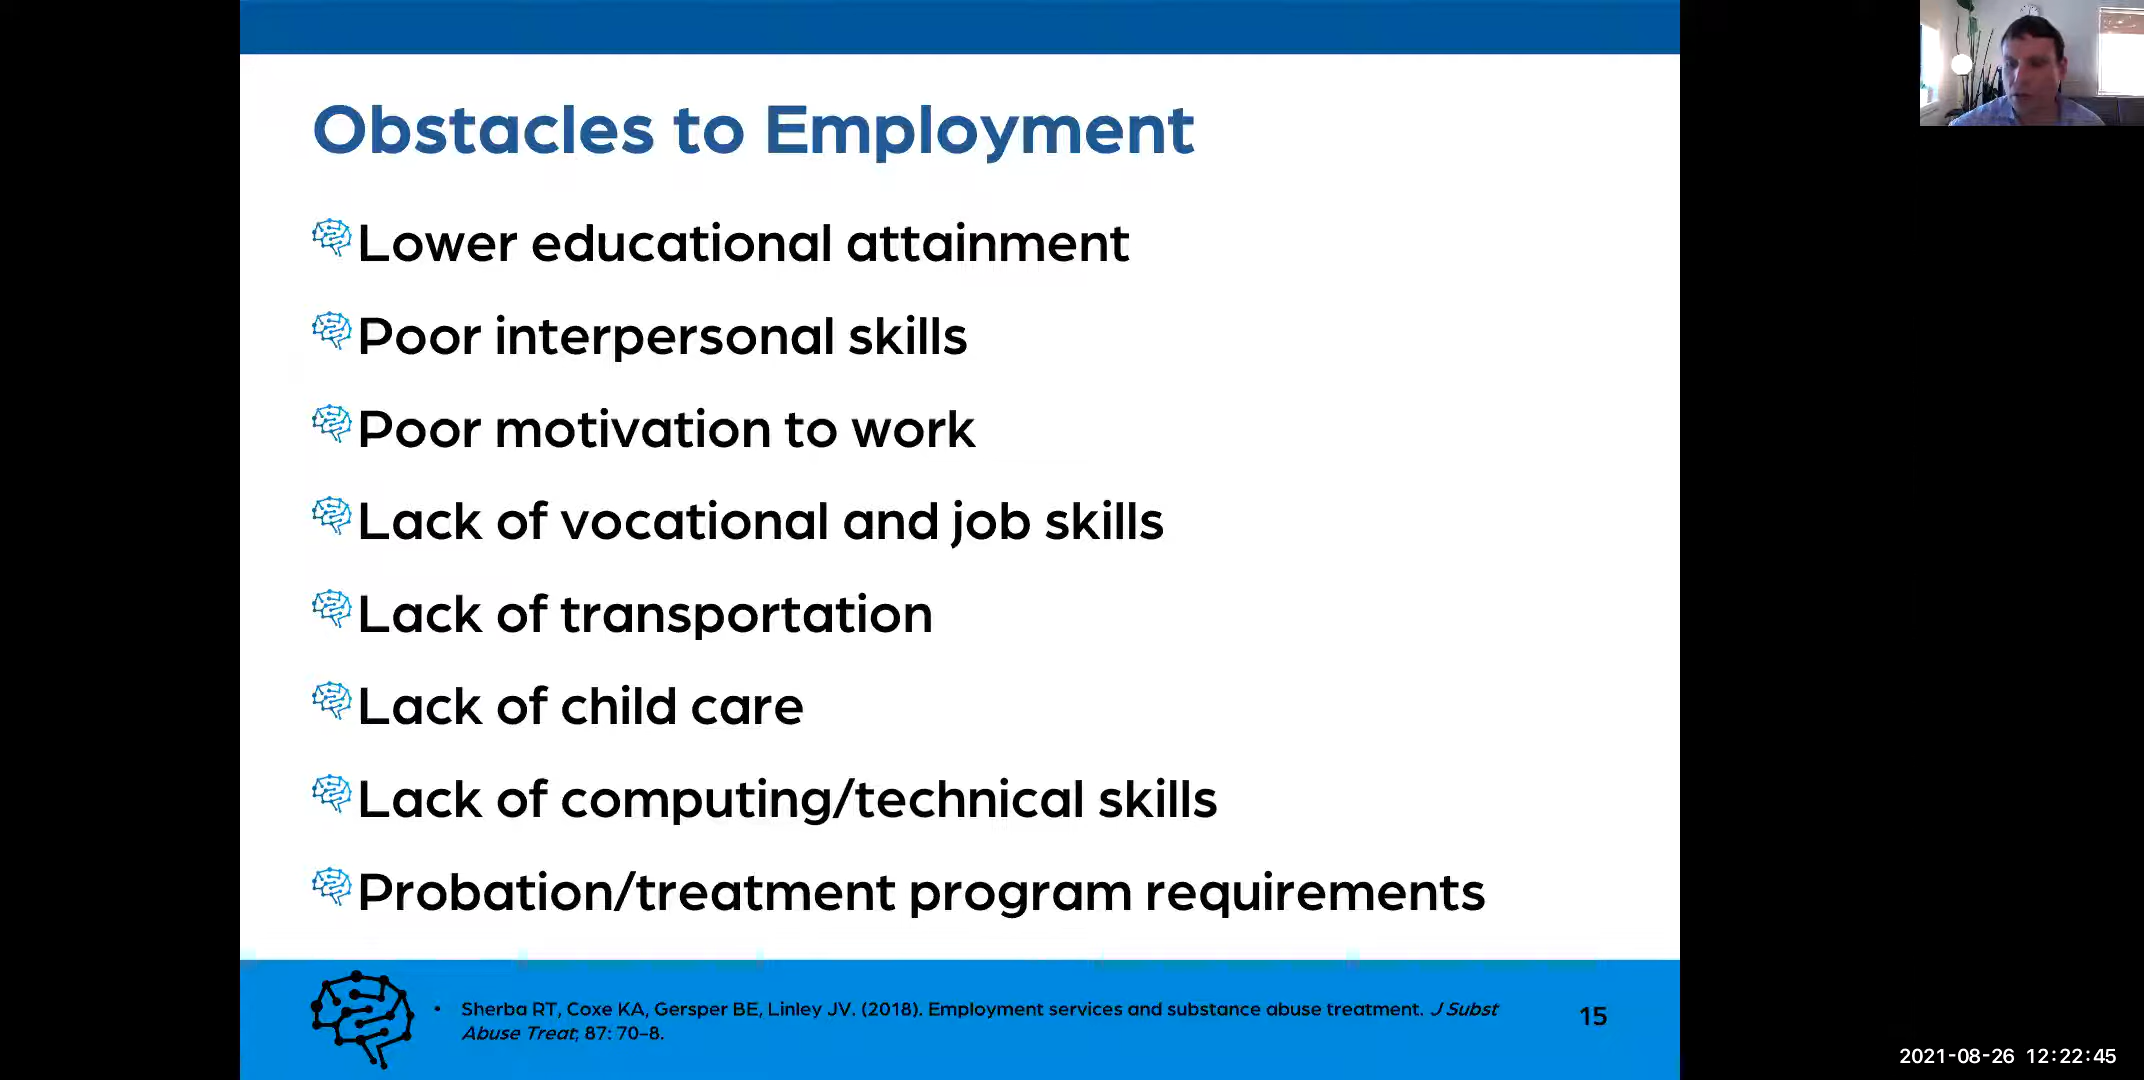 Obstacles to Employment
Lower educational attainment
Poor interpersonal skills
Poor motivation to work
Lack of vocational and job skills
Lack of transportation
Lack of child care
Lack of computing/technical skills
Probation/treatment program requirements
• Sherba RT, Coxe KA, Gersper BE, Linley JV. (2018). Employment services and substance abuse treatment. J Subst
Abuse Treat; 87: 70-8.
15
2021-08-26 12:22:45